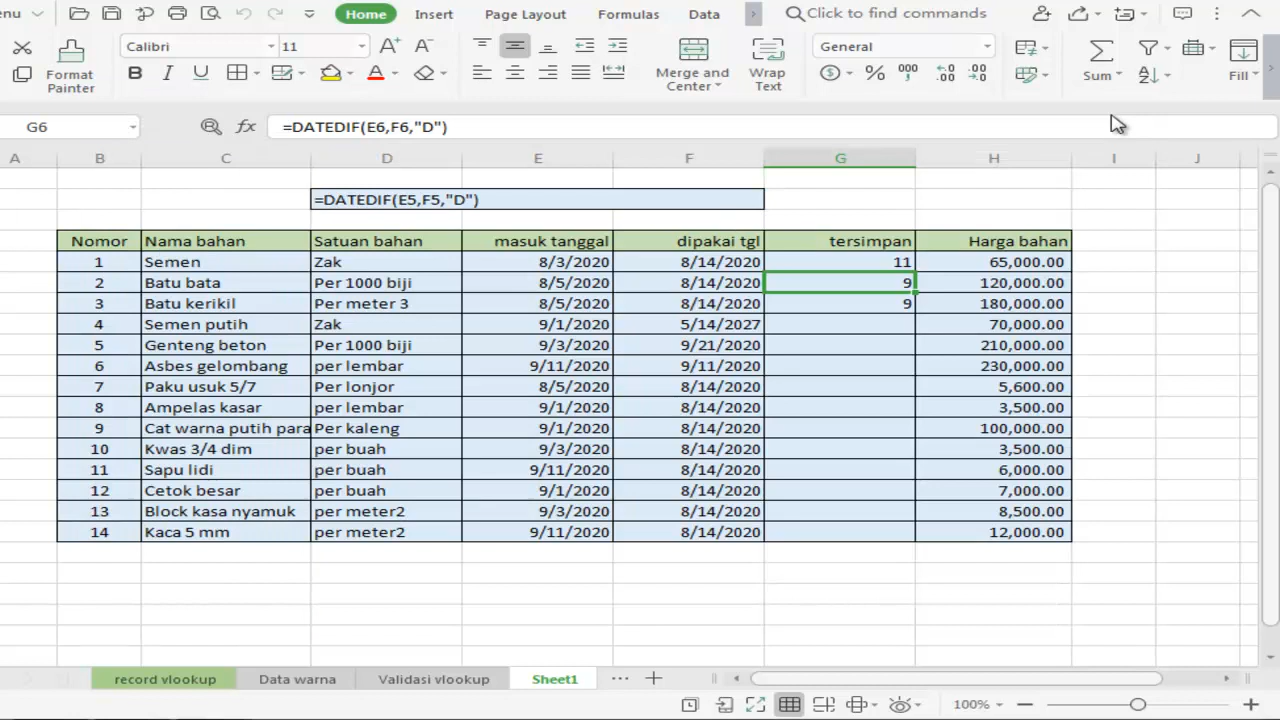 enu
Home Insert Page Layout Formulas Data
Click to find commands
Format Painter
Calibri 11
B I U A
Merge and Center
Wrap Text
General
Sum
Fill
G6
fx =DATEDIF(E6,F6,"D")
A B C D E F G H I J
=DATEDIF(E5,F5,"D")
Nomor Nama bahan Satuan bahan masuk tanggal dipakai tgl tersimpan Harga bahan
1 Semen Zak 8/3/2020 8/14/2020 11 65,000.00
2 Batu bata Per 1000 biji 8/5/2020 8/14/2020 9 120,000.00
3 Batu kerikil Per meter 3 8/5/2020 8/14/2020 9 180,000.00
4 Semen putih Zak 9/1/2020 5/14/2027 70,000.00
5 Genteng beton Per 1000 biji 9/3/2020 9/21/2020 210,000.00
6 Asbes gelombang per lembar 9/11/2020 9/11/2020 230,000.00
7 Paku usuk 5/7 Per lonjor 8/5/2020 8/14/2020 5,600.00
8 Ampelas kasar per lembar 9/1/2020 8/14/2020 3,500.00
9 Cat warna putih para Per kaleng 9/1/2020 8/14/2020 100,000.00
10 Kwas 3/4 dim per buah 9/3/2020 8/14/2020 3,500.00
11 Sapu lidi per buah 9/11/2020 8/14/2020 6,000.00
12 Cetok besar per buah 9/1/2020 8/14/2020 7,000.00
13 Block kasa nyamuk per meter2 9/3/2020 8/14/2020 8,500.00
14 Kaca 5 mm per meter2 9/11/2020 8/14/2020 12,000.00
record vlookup Data warna Validasi vlookup Sheet1
100%